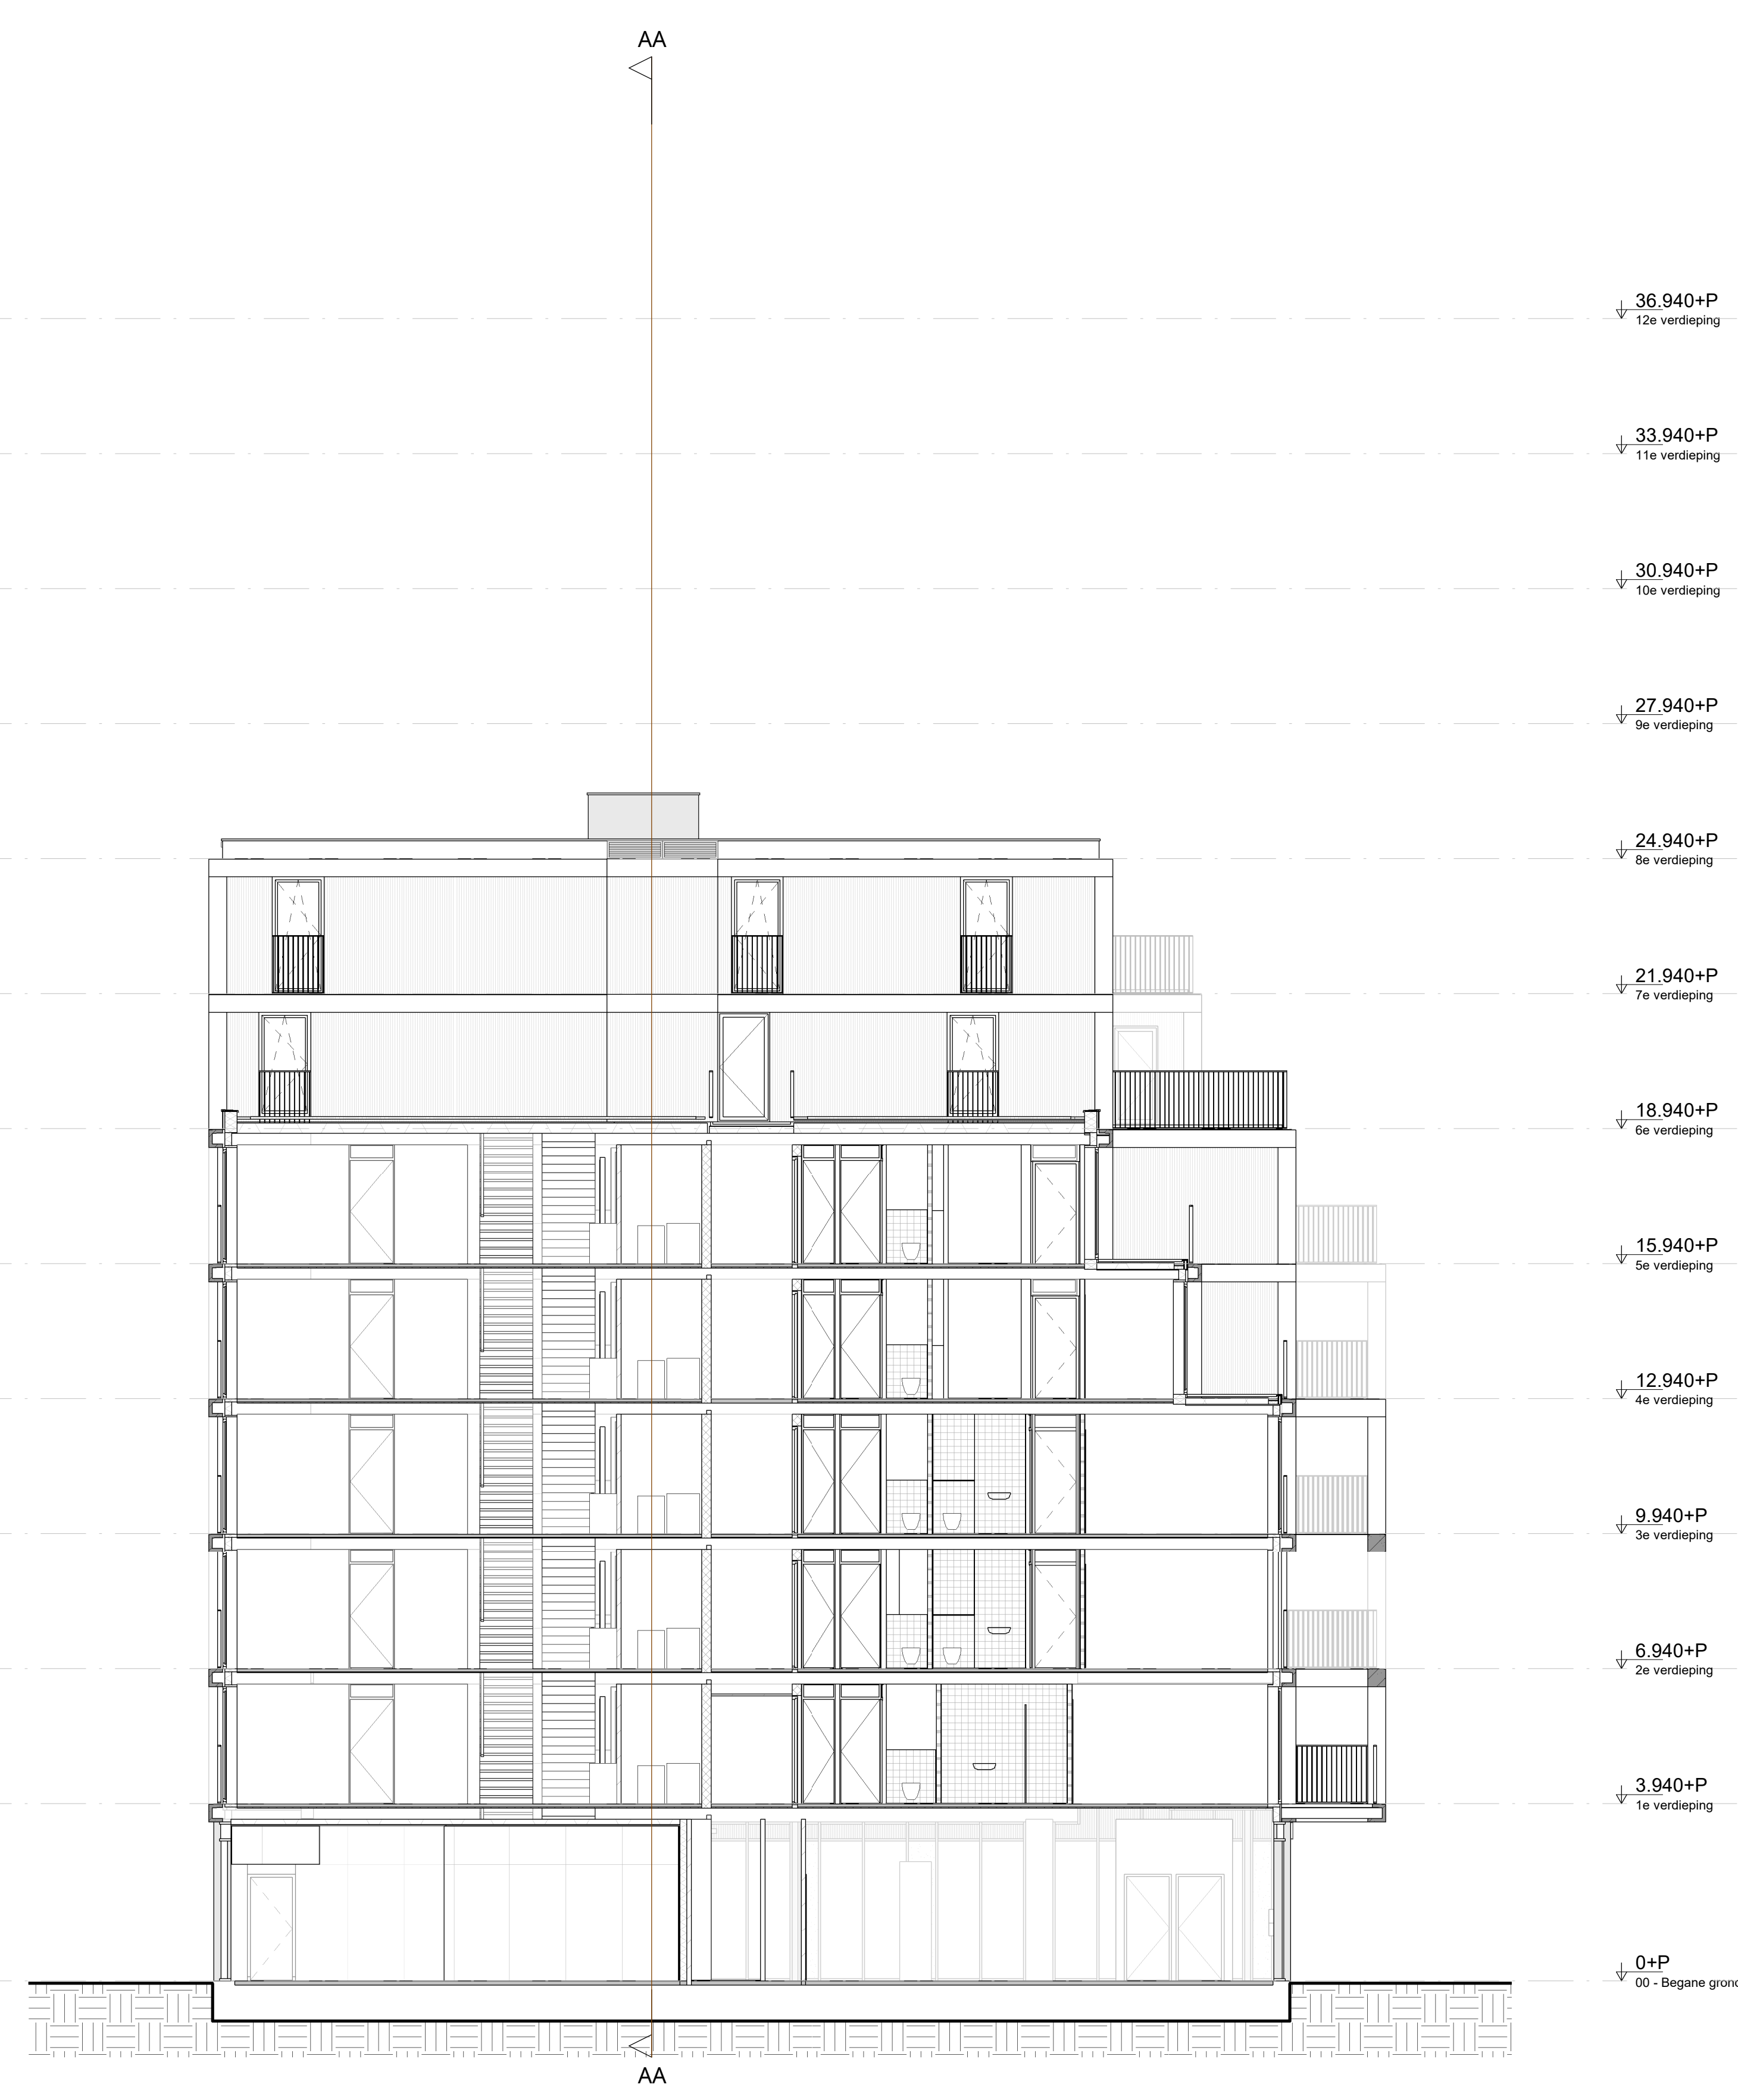 AA
36.940+P
12e verdieping
33.940+P
11e verdieping
30.940+P
10e verdieping
27.940+P
9e verdieping
24.940+P
8e verdieping
21.940+P
7e verdieping
18.940+P
6e verdieping
15.940+P
5e verdieping
12.940+P
4e verdieping
9.940+P
3e verdieping
6.940+P
2e verdieping
3.940+P
1e verdieping
0+P
00 - Begane grond
AA